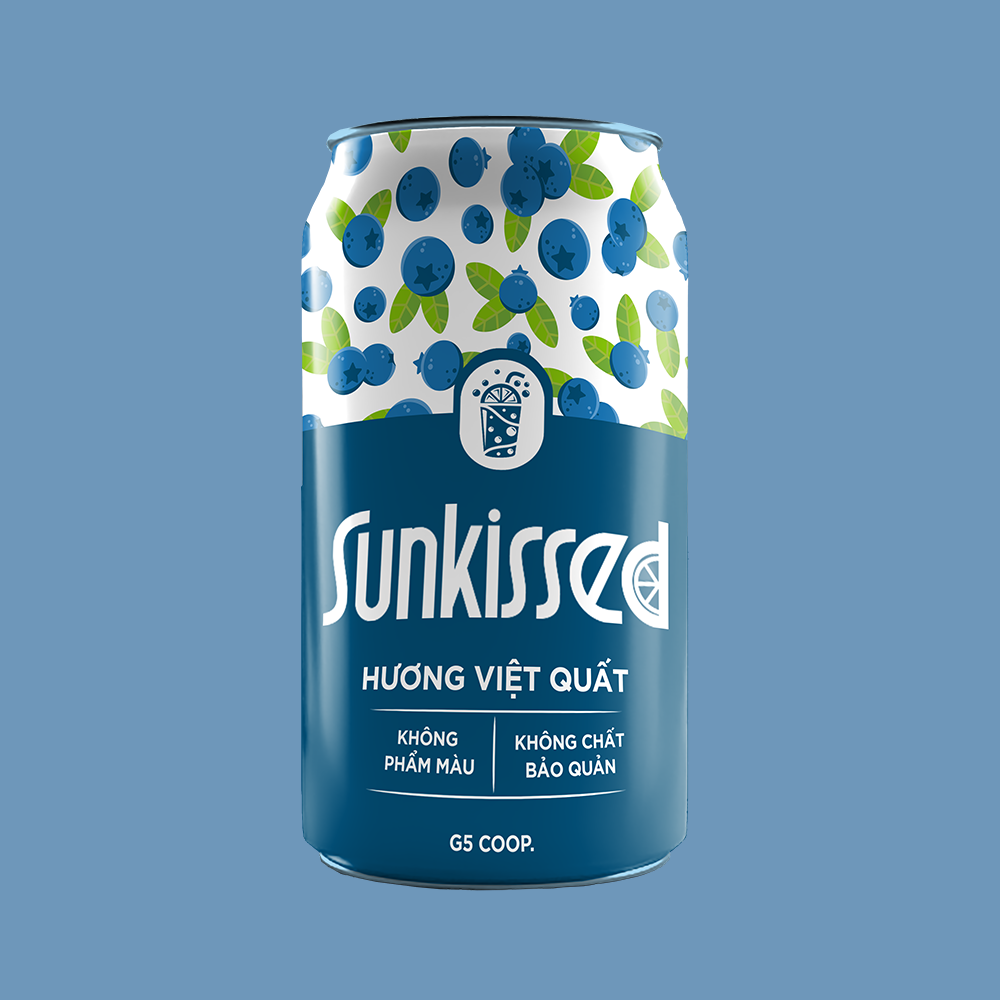 Sunkissed
HƯƠNG VIỆT QUẤT
KHÔNG
PHẨM MÀU
KHÔNG CHẤT
BẢO QUẢN
G5 COOP.